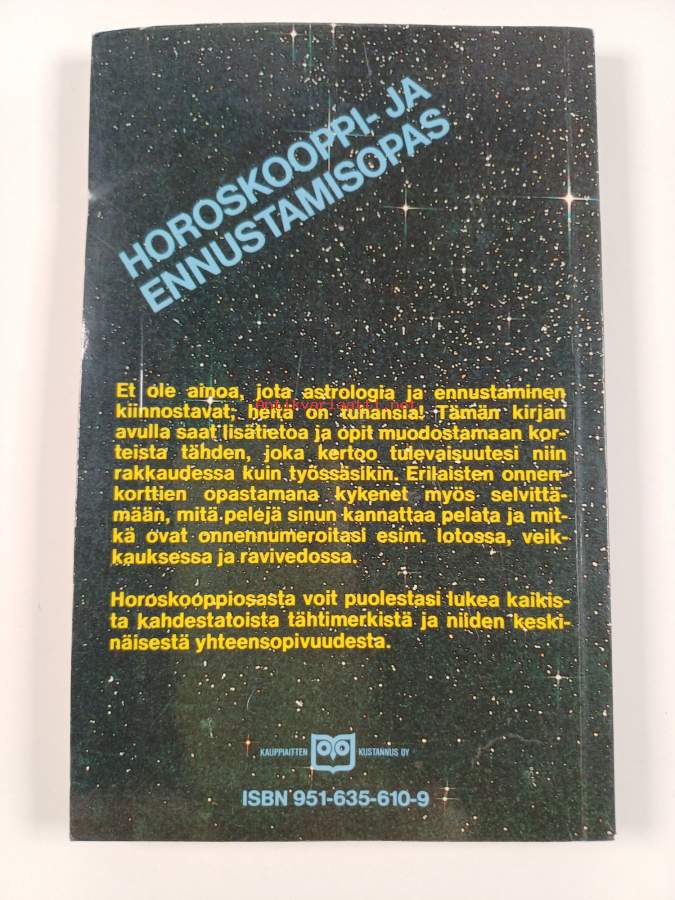 HOROSKOOPPI- JA
ENNUSTAMISOPAS
Et ole ainoa, jota astrologia ja ennustaminen
kiinnostavat; heitä on tuhansia! Tämän kirjan
antikvariaatti.net
avulla saat lisätietoa ja opit muodostamaan kor-
teista tähden, joka kertoo tulevaisuutesi niin
rakkaudessa kuin työssäsikin. Erilaisten onnen-
korttien opastamana kykenet myös selvittä-
mään, mitä pelejä sinun kannattaa pelata ja mit-
kä ovat onnennumeroitasi esim. lotossa, veik-
kauksessa ja ravivedossa.
Horoskooppiosasta voit puolestasi lukea kaikis-
ta kahdestatoista tähtimerkistä ja niiden keski-
näisestä yhteensopivuudesta.
KAUPPIAITTEN KUSTANNUS OY
ISBN 951-635-610-9